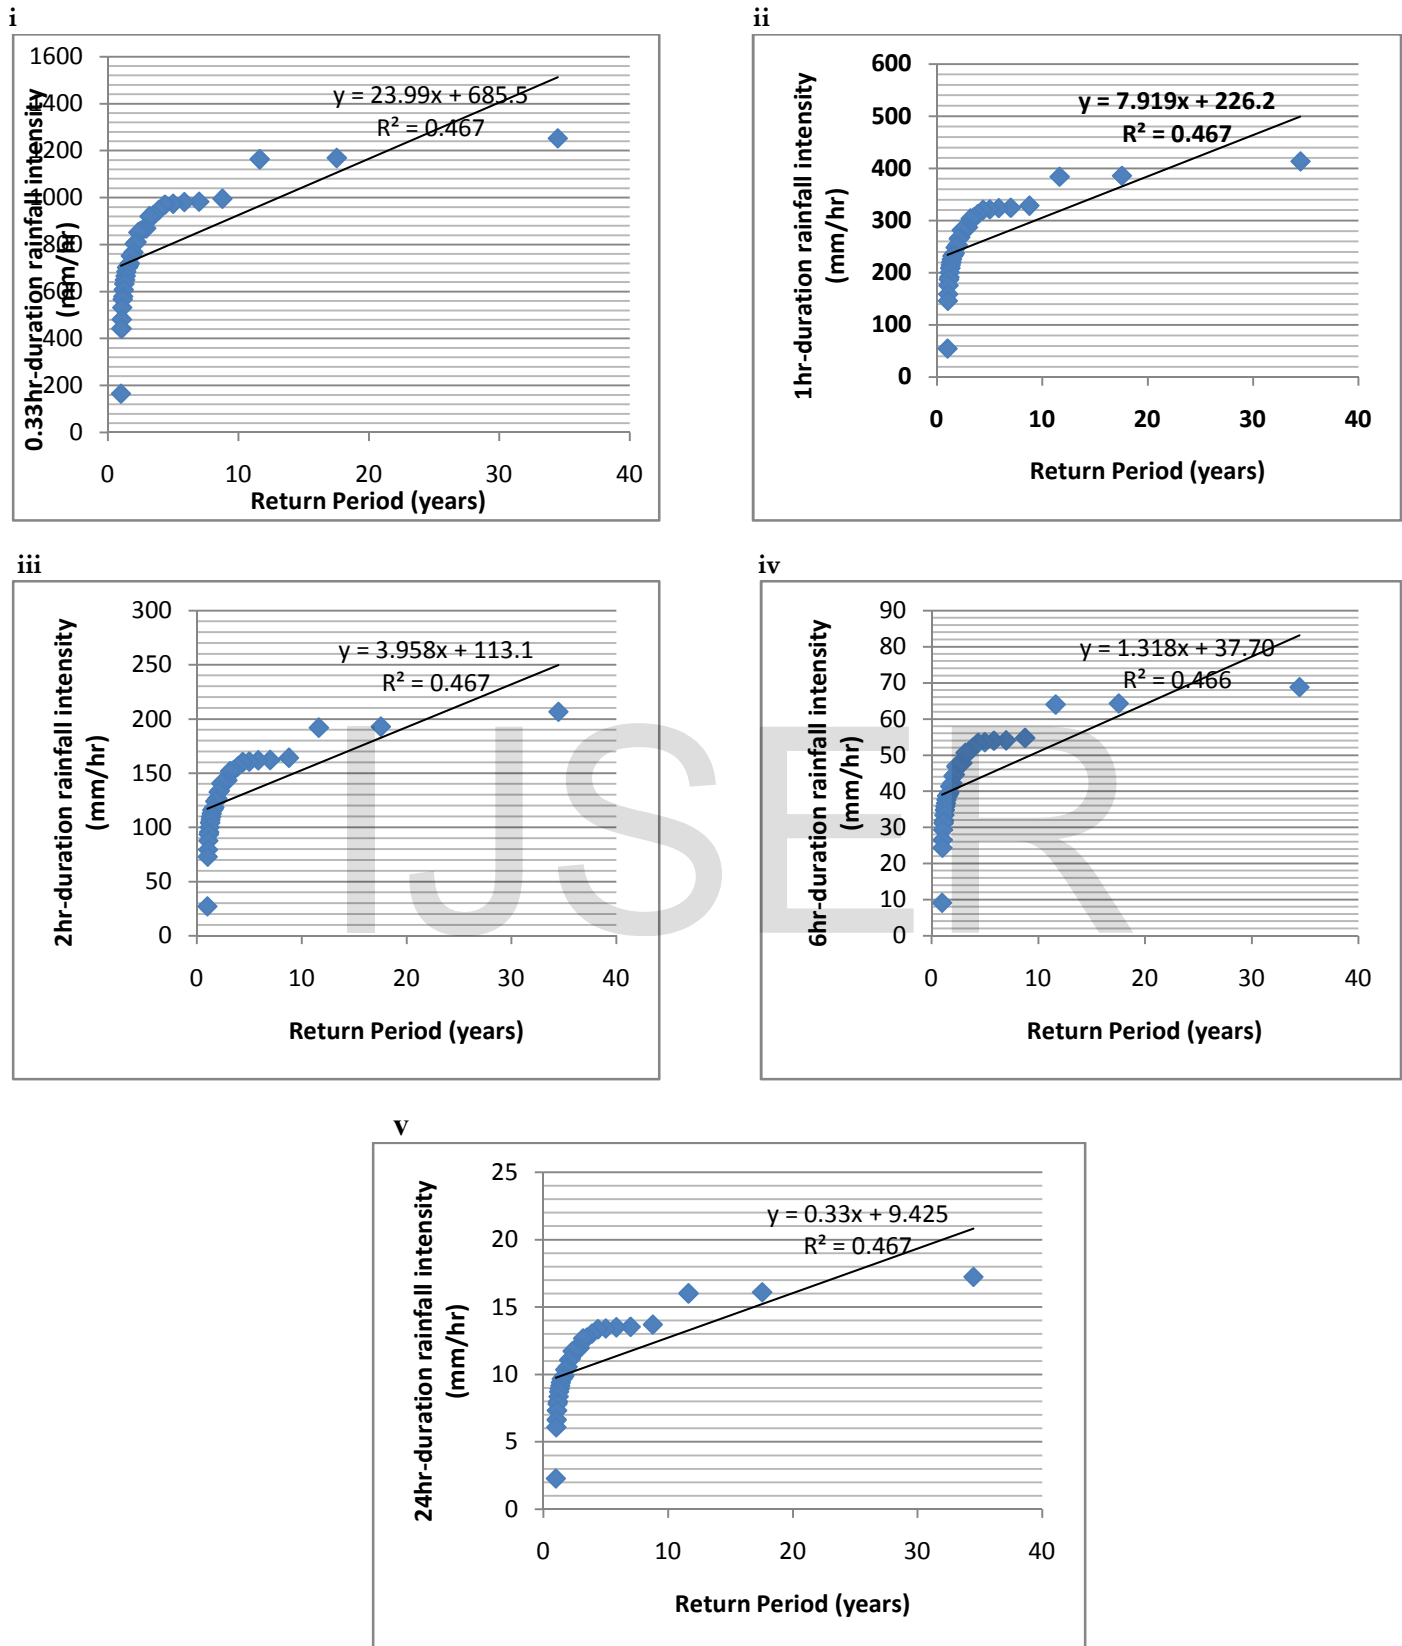 i
1600
1400
1200
1000
800
600
400
200
0
0.33hr-duration rainfall intensity
(mm/hr)
y = 23.99x + 685.5
R² = 0.467
0 10 20 30 40
Return Period (years)
ii
600
500
400
300
200
100
0
1hr-duration rainfall intensity
(mm/hr)
y = 7.919x + 226.2
R² = 0.467
0 10 20 30 40
Return Period (years)
iii
300
250
200
150
100
50
0
2hr-duration rainfall intensity
(mm/hr)
y = 3.958x + 113.1
R² = 0.467
0 10 20 30 40
Return Period (years)
iv
90
80
70
60
50
40
30
20
10
0
6hr-duration rainfall intensity
(mm/hr)
y = 1.318x + 37.70
R² = 0.466
0 10 20 30 40
Return Period (years)
IJSER
v
25
20
15
10
5
0
24hr-duration rainfall intensity
(mm/hr)
y = 0.33x + 9.425
R² = 0.467
0 10 20 30 40
Return Period (years)